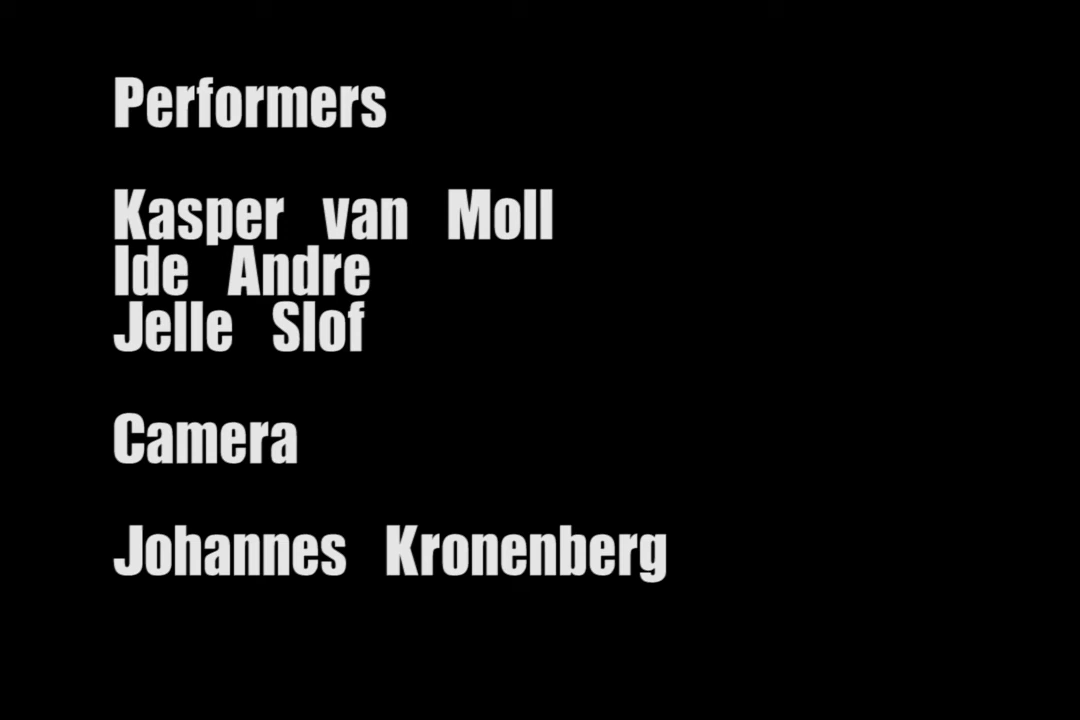 Performers
Kasper van Moll
Ide Andre
Jelle Slof
Camera
Johannes Kronenberg